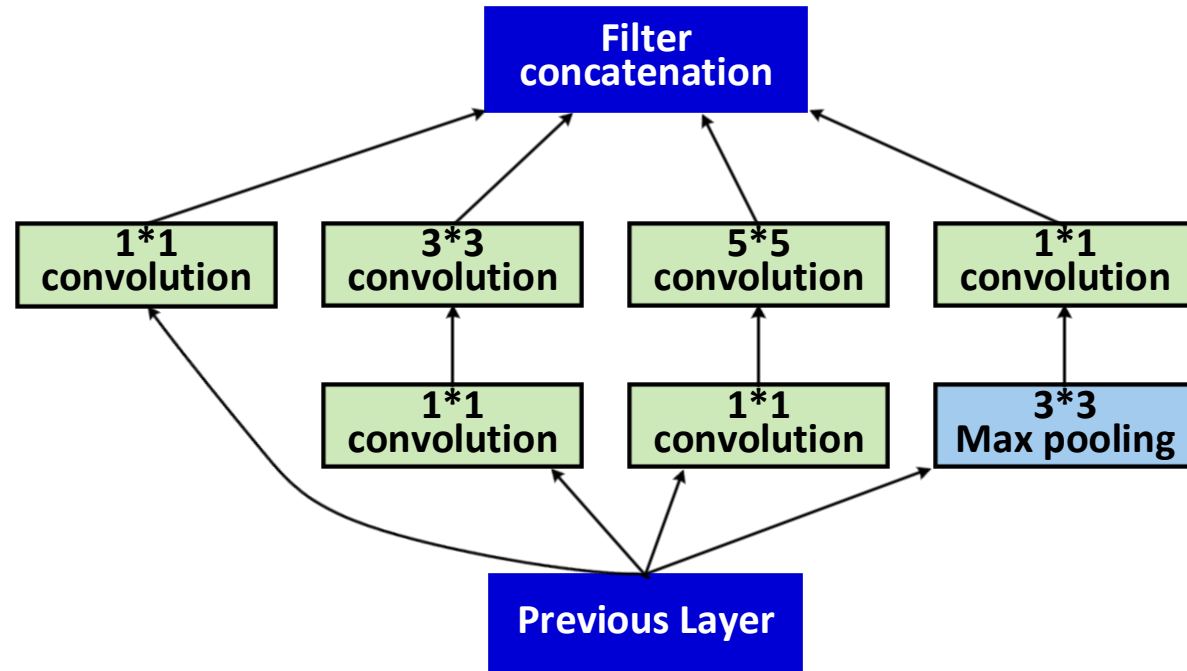 Filter
concatenation
1*1
convolution
3*3
convolution
5*5
convolution
1*1
convolution
1*1
convolution
1*1
convolution
3*3
Max pooling
Previous Layer